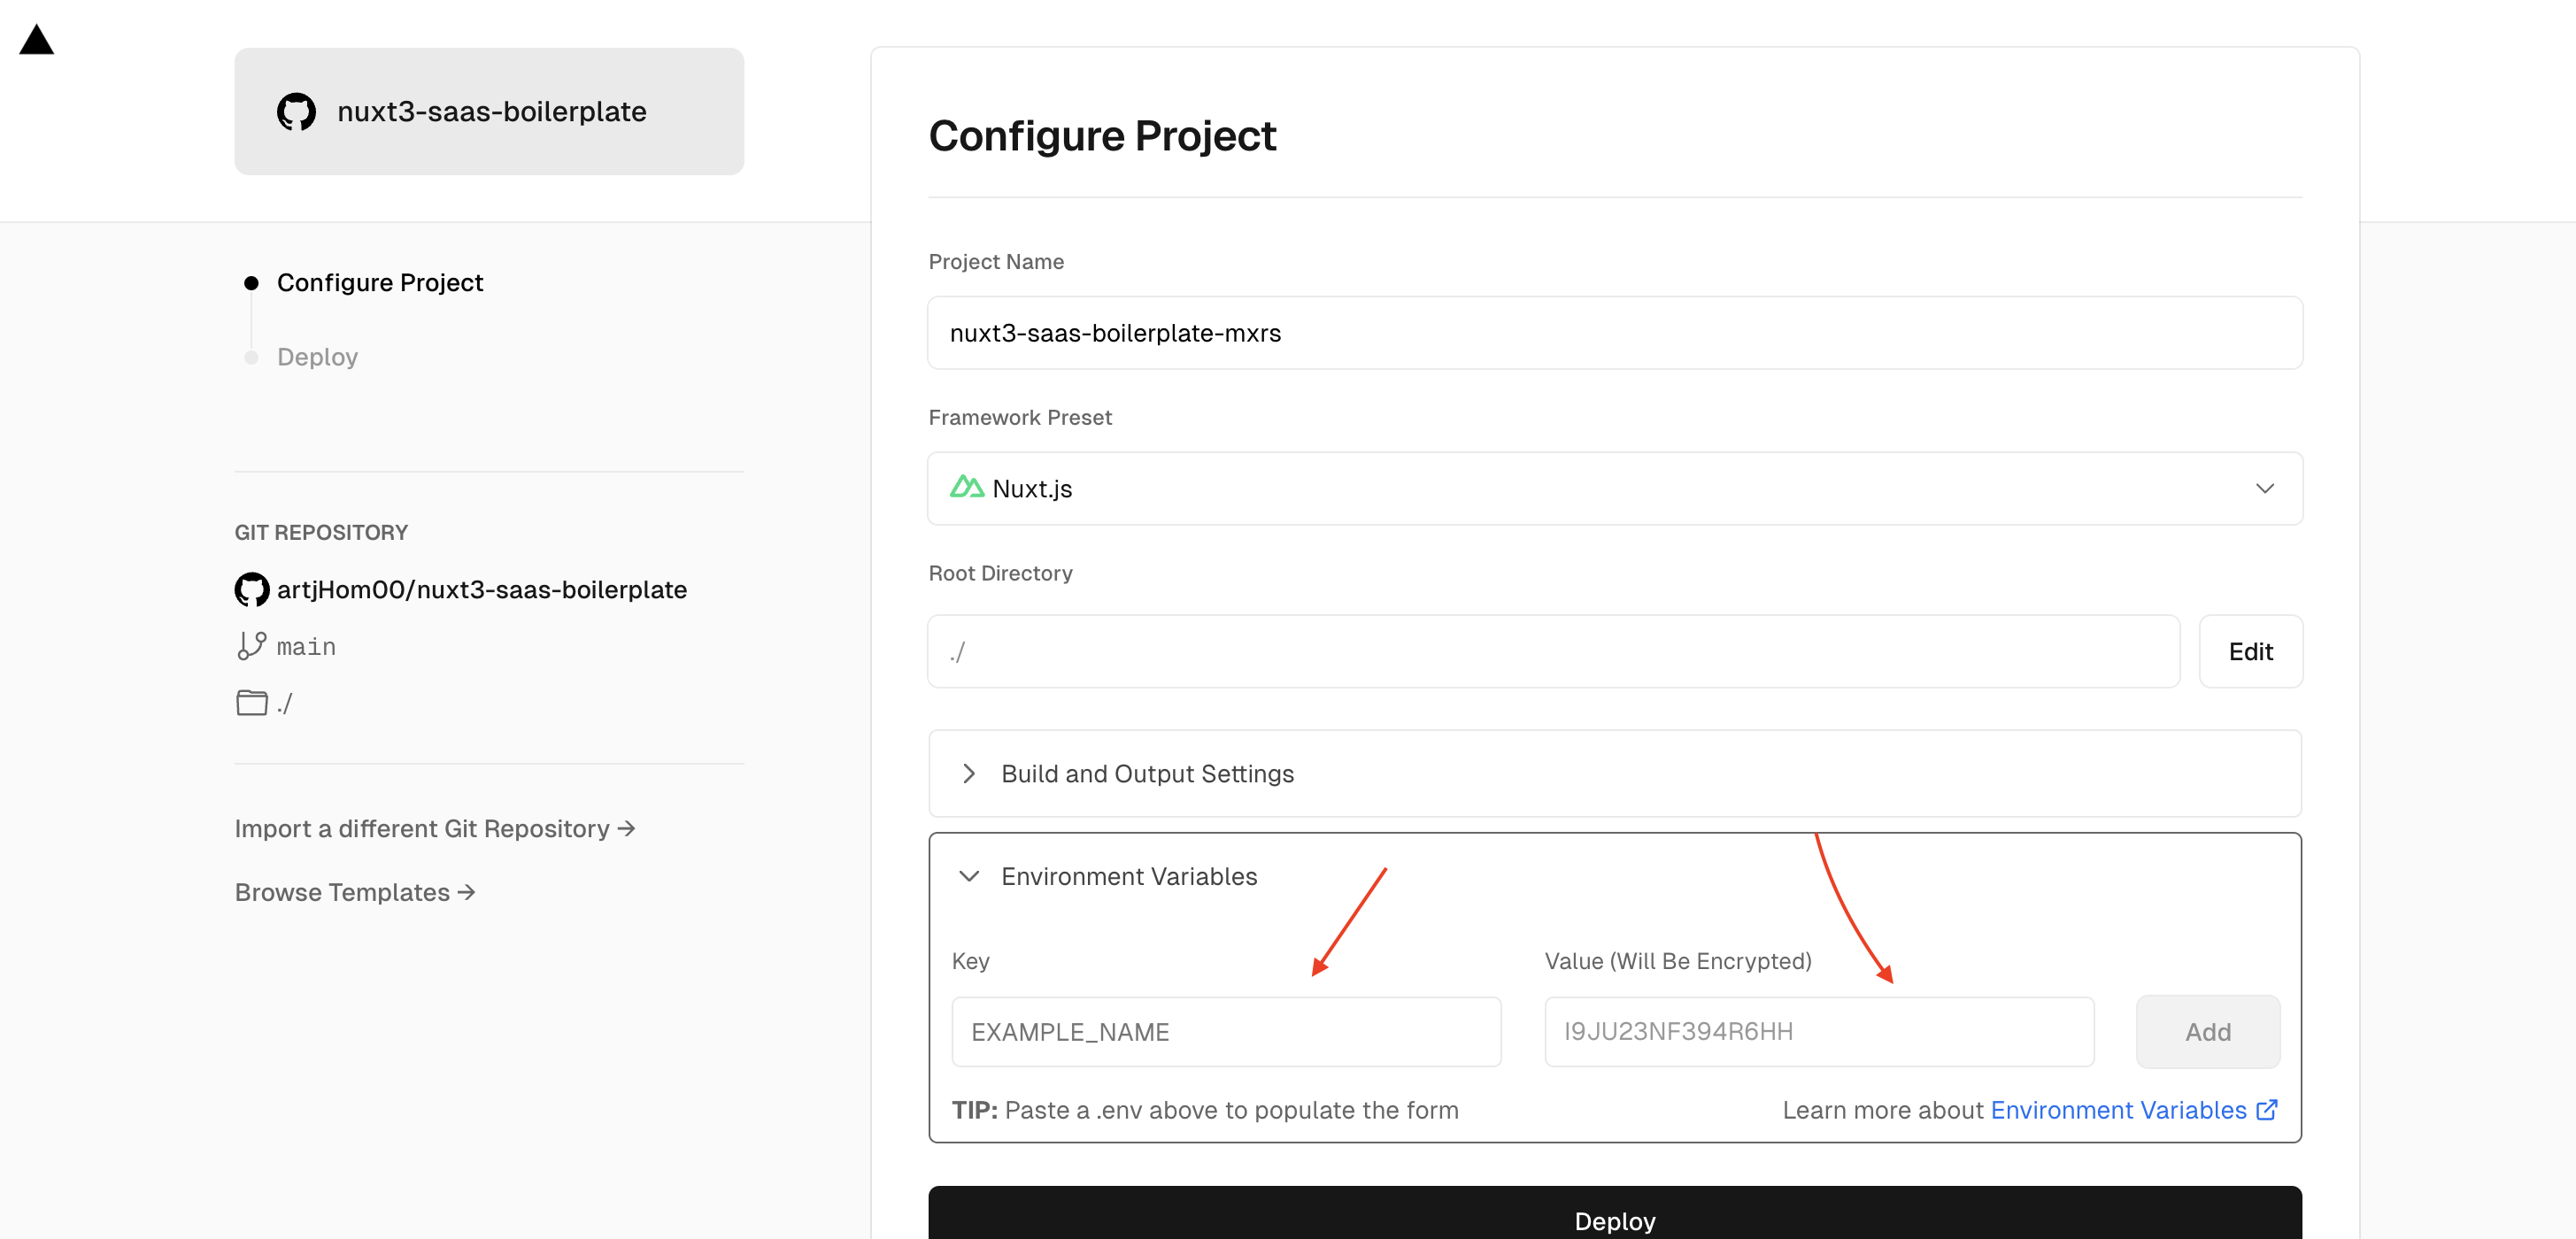 nuxt3-saas-boilerplate
Configure Project
Deploy
GIT REPOSITORY
artjHom00/nuxt3-saas-boilerplate
main
./
Import a different Git Repository →
Browse Templates →
Configure Project
Project Name
nuxt3-saas-boilerplate-mxrs
Framework Preset
Nuxt.js
Root Directory
./
Edit
Build and Output Settings
Environment Variables
Key
Value (Will Be Encrypted)
EXAMPLE_NAME
I9JU23NF394R6HH
Add
TIP: Paste a .env above to populate the form
Learn more about Environment Variables
Deploy